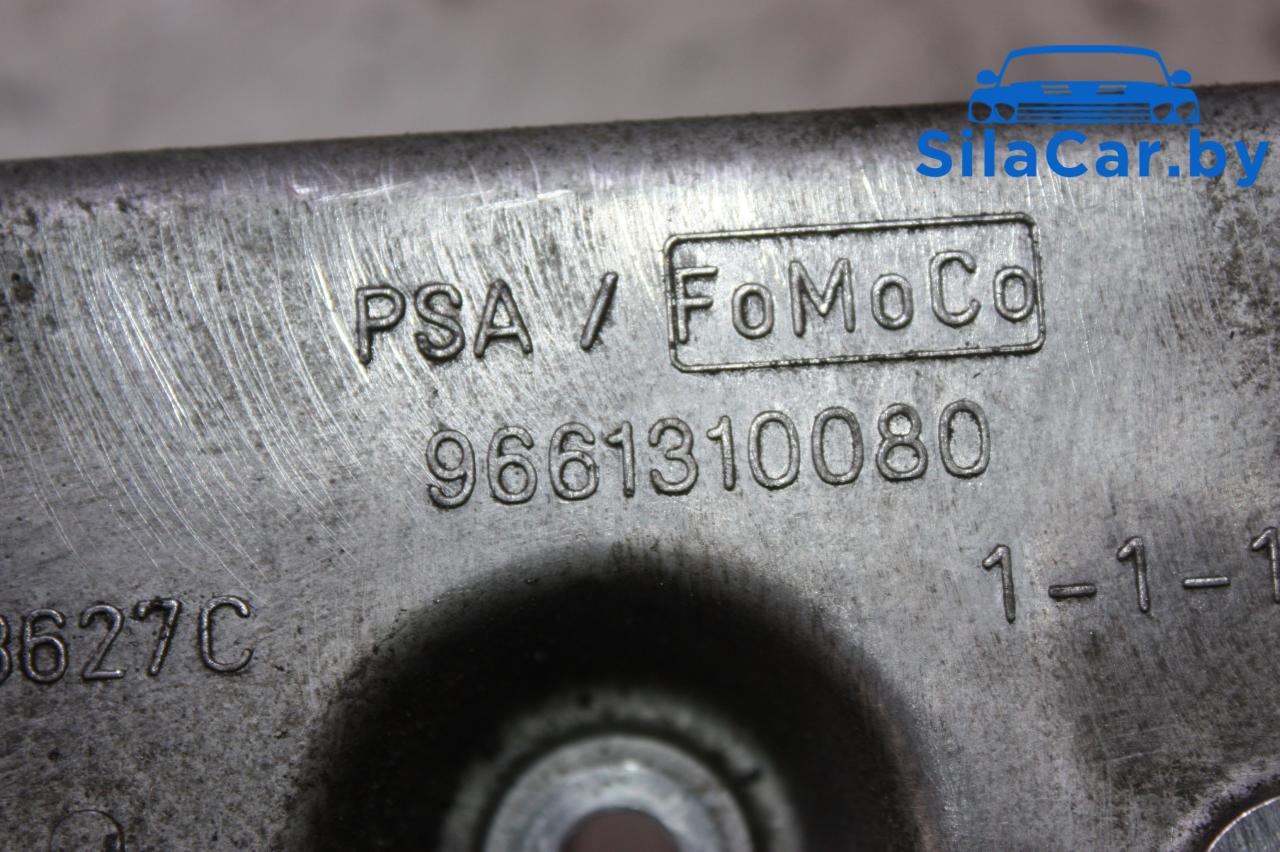 SilaCar.by
PSA / FoMoCo
9661310080
1-1-1
3627C